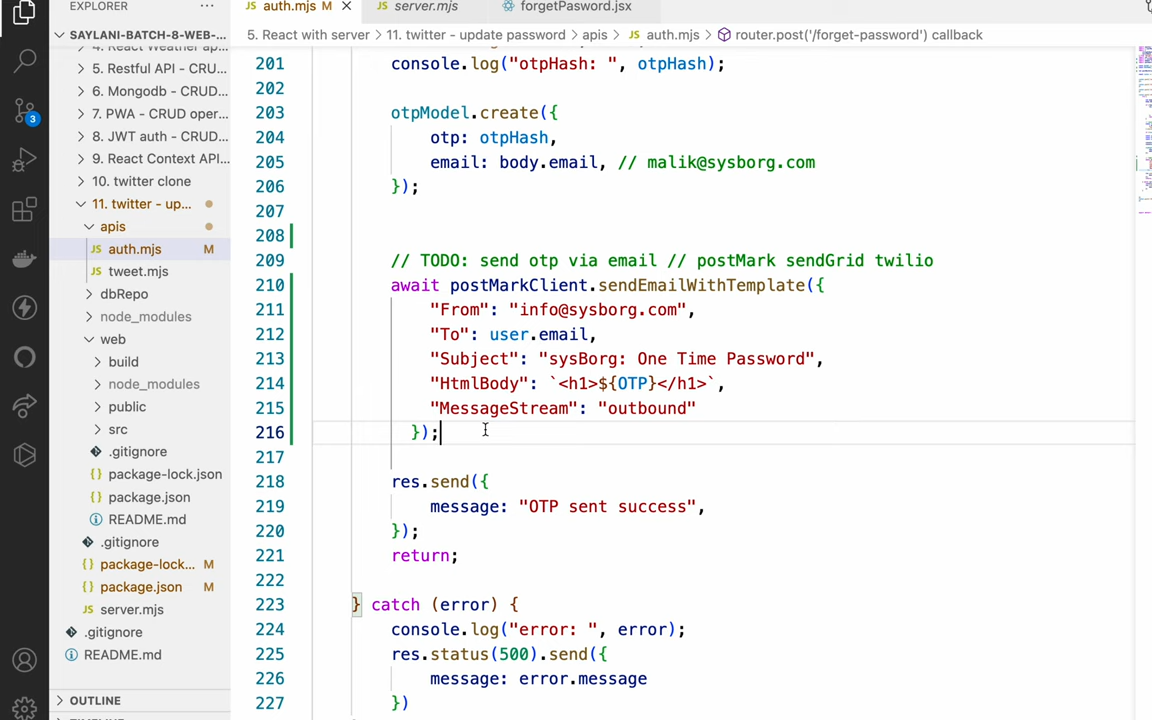 EXPLORER
...
auth.mjs M
server.mjs
forgetPasword.jsx
SAYLANI-BATCH-8-WEB-...
5. React with server > 11. twitter - update password > apis > auth.mjs > router.post('/forget-password') callback
5. Restful API - CRU...
6. Mongodb - CRUD...
7. PWA - CRUD oper...
8. JWT auth - CRUD...
9. React Context API...
10. twitter clone
11. twitter - up...
apis
auth.mjs M
tweet.mjs
dbRepo
node_modules
web
build
node_modules
public
src
.gitignore
package-lock.json
package.json
README.md
.gitignore
package-lock... M
package.json M
server.mjs
.gitignore
README.md
OUTLINE
3
201 console.log("otpHash: ", otpHash);
202
203 otpModel.create({
204 otp: otpHash,
205 email: body.email, // malik@sysborg.com
206 });
207
208
209 // TODO: send otp via email // postMark sendGrid twilio
210 await postMarkClient.sendEmailWithTemplate({
211 "From": "info@sysborg.com",
212 "To": user.email,
213 "Subject": "sysBorg: One Time Password",
214 "HtmlBody": `<h1>${OTP}</h1>`,
215 "MessageStream": "outbound"
216 });
217
218 res.send({
219 message: "OTP sent success",
220 });
221 return;
222
223 } catch (error) {
224 console.log("error: ", error);
225 res.status(500).send({
226 message: error.message
227 })